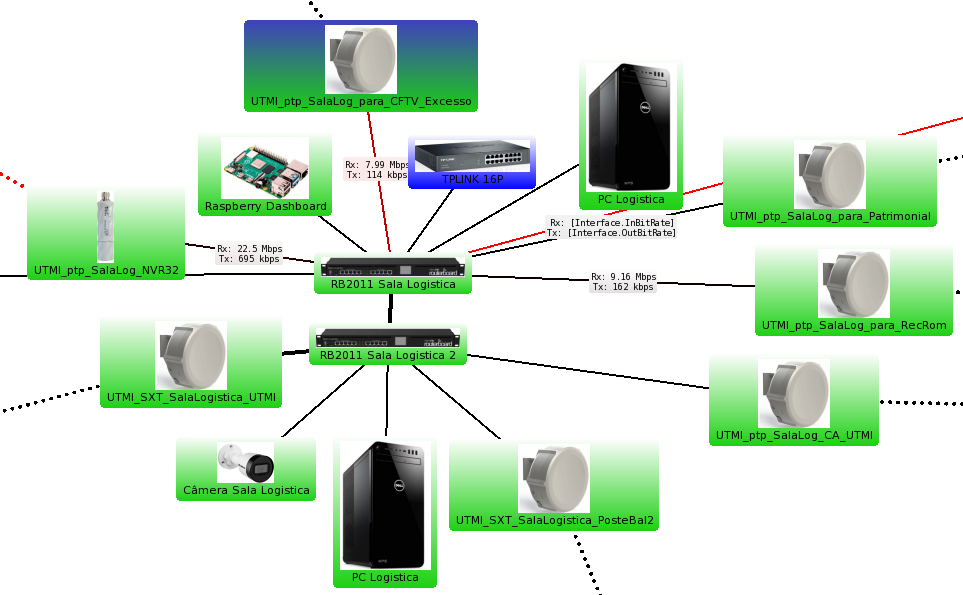 UTMI_ptp_SalaLog_para_CFTV_Excesso
Rx: 7.99 Mbps
Tx: 114 kbps
TPLINK 16P
Raspberry Dashboard
PC Logistica
UTMI_ptp_SalaLog_para_Patrimonial
Rx: [Interface.InBitRate]
Tx: [Interface.OutBitRate]
UTMI_ptp_SalaLog_NVR32
Rx: 22.5 Mbps
Tx: 695 kbps
routerboard
RB2011 Sala Logistica
Rx: 9.16 Mbps
Tx: 162 kbps
UTMI_ptp_SalaLog_para_RecRom
routerboard
RB2011 Sala Logistica 2
UTMI_SXT_SalaLogistica_UTMI
UTMI_ptp_SalaLog_CA_UTMI
Câmera Sala Logistica
PC Logistica
UTMI_SXT_SalaLogistica_PosteBal2